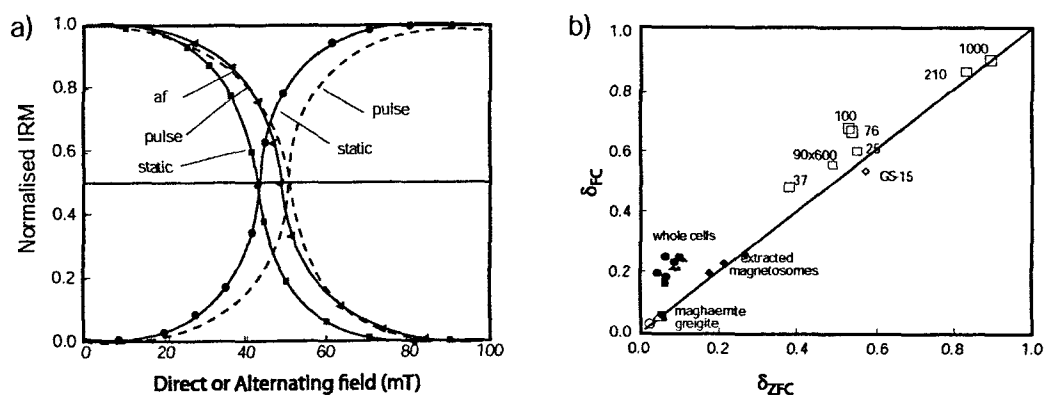 a)
Normalised IRM
1.0
0.8
0.6
0.4
0.2
0.0
0
20
40
60
80
100
af
pulse
static
pulse
static
Direct or Alternating field (mT)
b)
δFC
1.0
0.8
0.6
0.4
0.2
0.0
0.0
0.2
0.4
0.6
0.8
1.0
1000
210
100
76
90x600
26
37
GS-15
whole cells
extracted
magnetosomes
maghaemite
greigite
δZFC